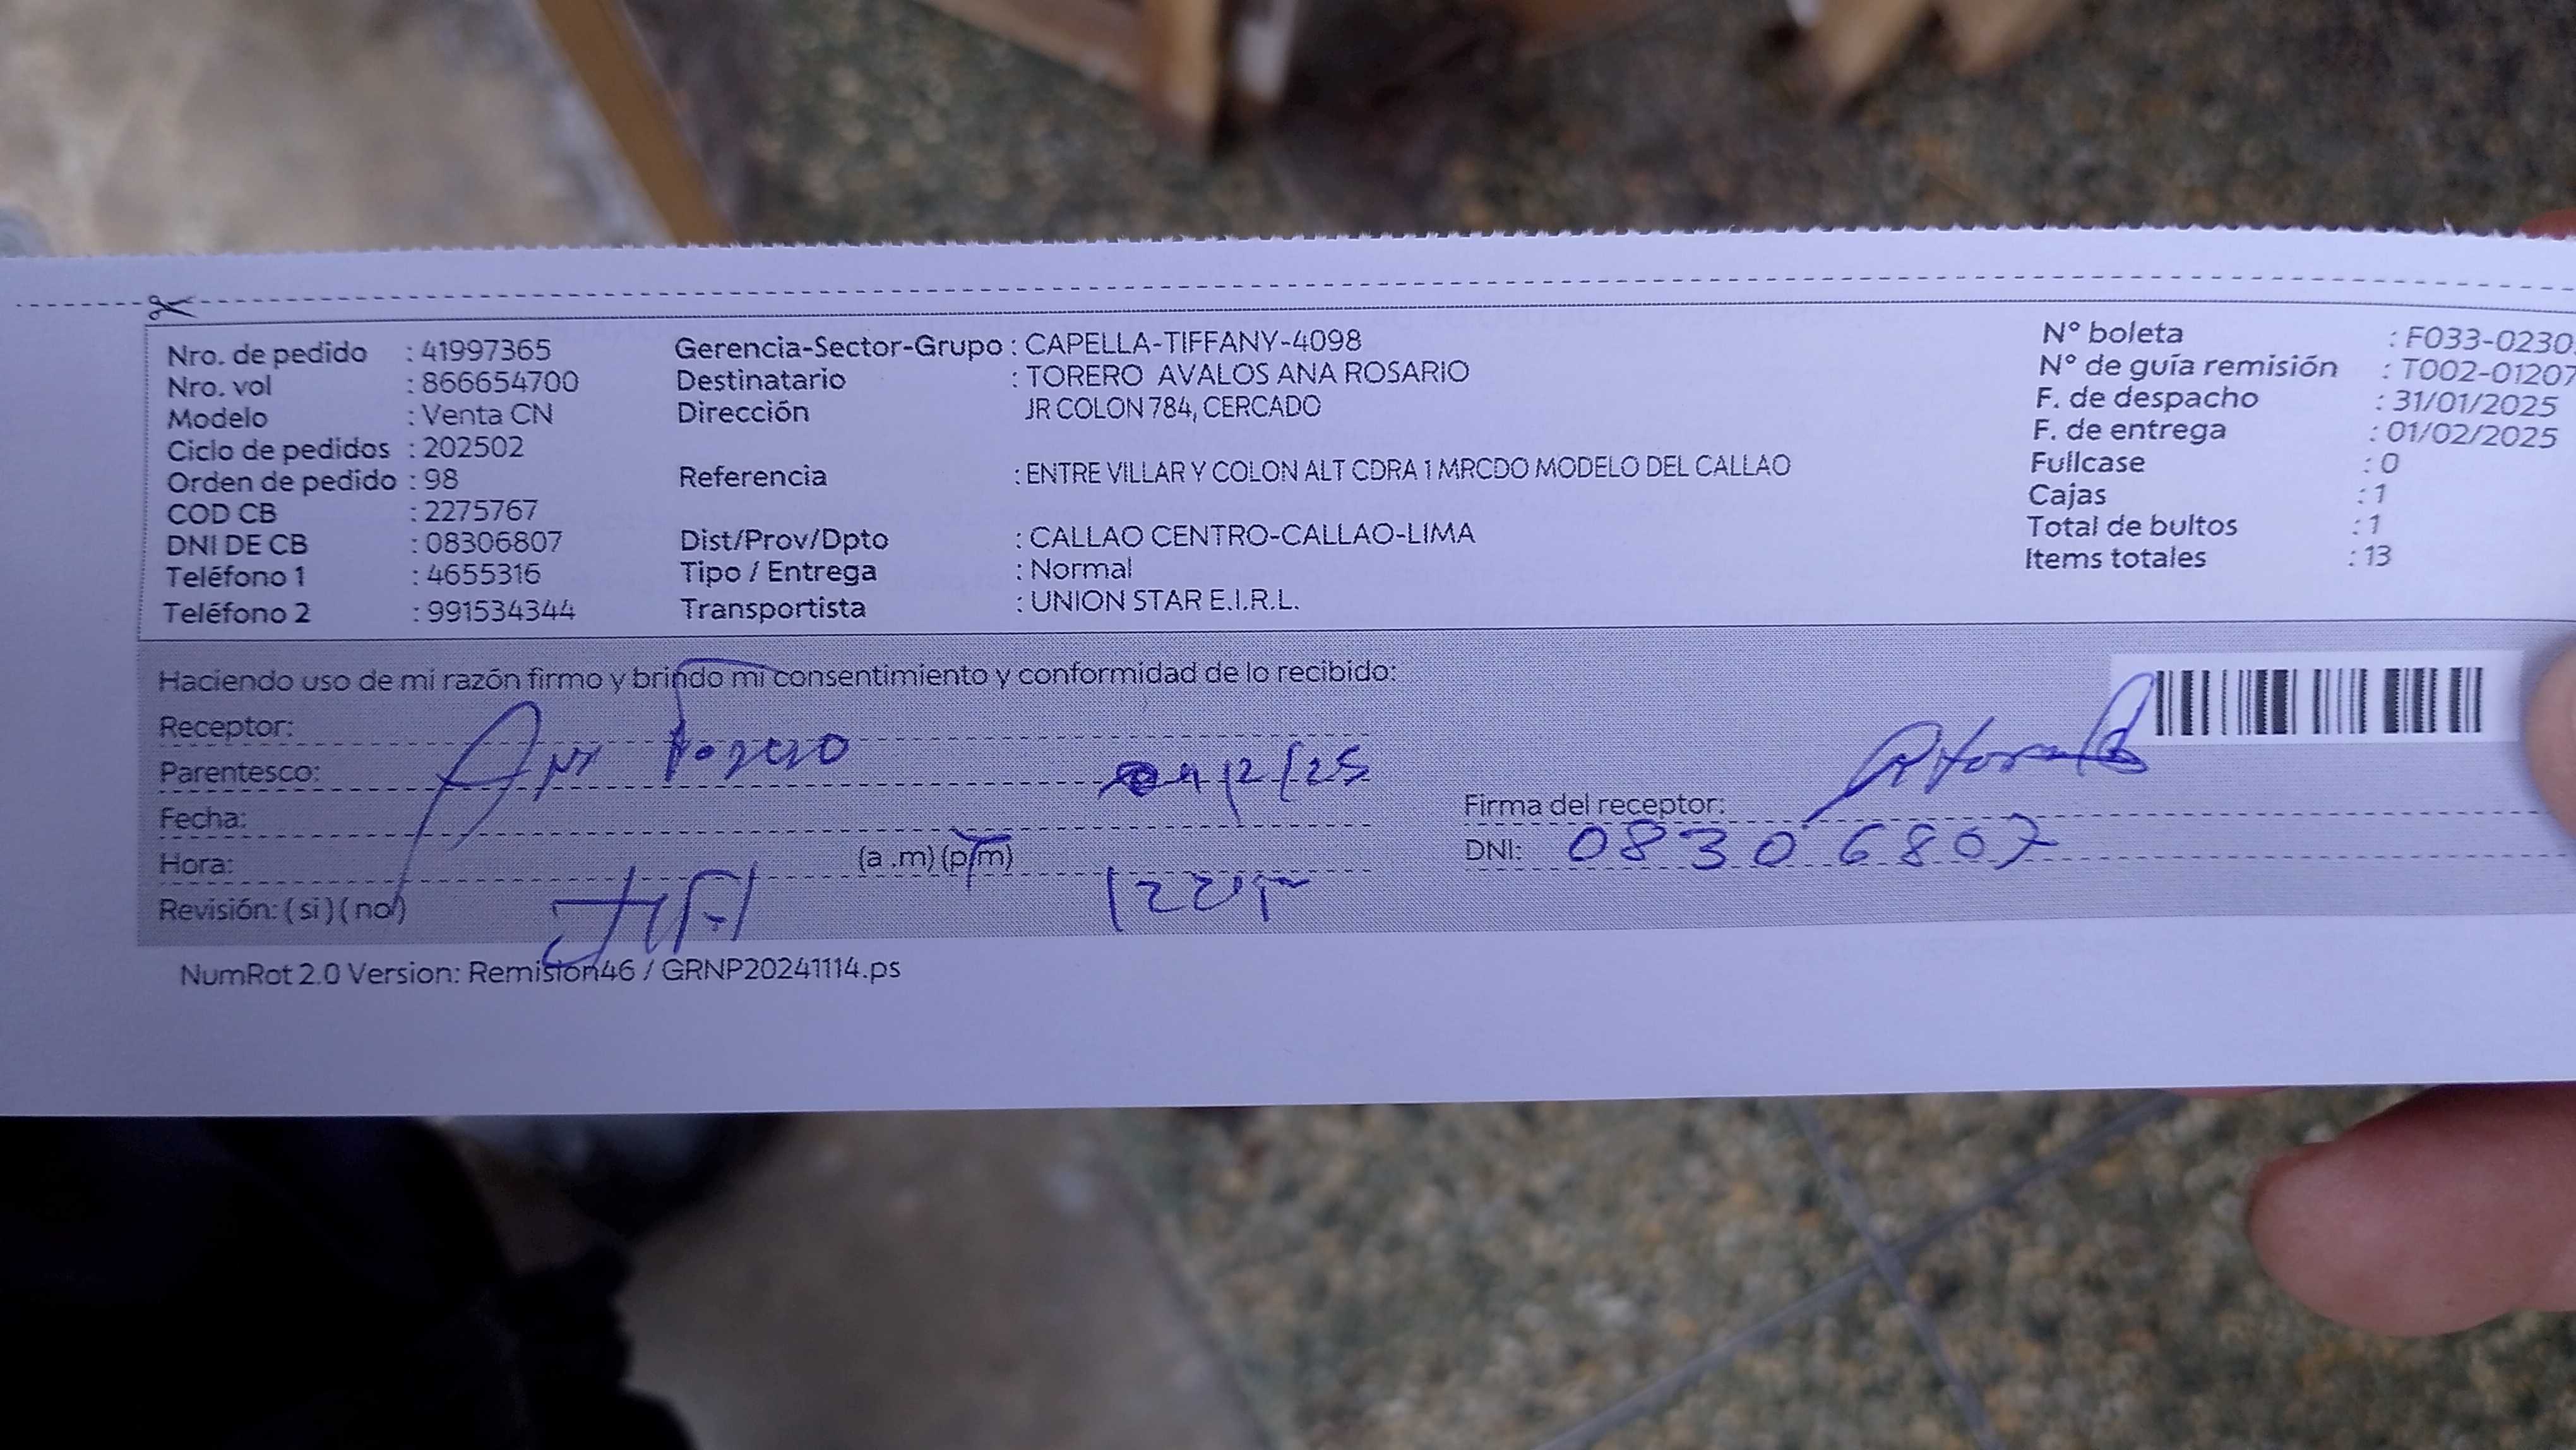 Nro. de pedido : 41997365 Gerencia-Sector-Grupo : CAPELLA-TIFFANY-4098 N° boleta : F033-0230
Nro. vol : 866654700 Destinatario : TORERO AVALOS ANA ROSARIO N° de guía remisión : T002-01207
Modelo : Venta CN Dirección JR COLON 784, CERCADO F. de despacho : 31/01/2025
Ciclo de pedidos : 202502 F. de entrega : 01/02/2025
Orden de pedido : 98 Referencia : ENTRE VILLAR Y COLON ALT CDRA 1 MRCDO MODELO DEL CALLAO Fullcase : 0
COD CB : 2275767 Cajas : 1
DNI DE CB : 08306807 Dist/Prov/Dpto : CALLAO CENTRO-CALLAO-LIMA Total de bultos : 1
Teléfono 1 : 4655316 Tipo / Entrega : Normal Items totales : 13
Teléfono 2 : 991534344 Transportista : UNION STAR E.I.R.L.
Haciendo uso de mi razón firmo y brindo mi consentimiento y conformidad de lo recibido:
Receptor: Ana Torero
Parentesco:
Fecha: Firma del receptor:
Hora: (a .m) (p.m) DNI: 08306807
Revisión: ( si ) ( no )
NumRot 2.0 Version: Remision46 / GRNP20241114.ps